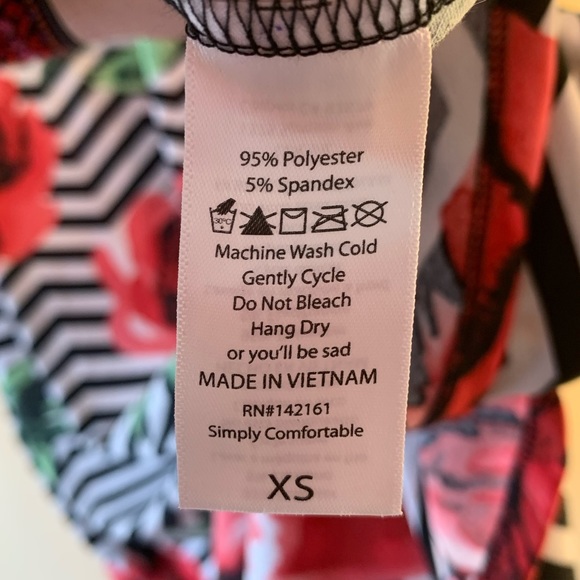 95% Polyester
5% Spandex
30°C
Machine Wash Cold
Gently Cycle
Do Not Bleach
Hang Dry
or you'll be sad
MADE IN VIETNAM
RN#142161
Simply Comfortable
XS